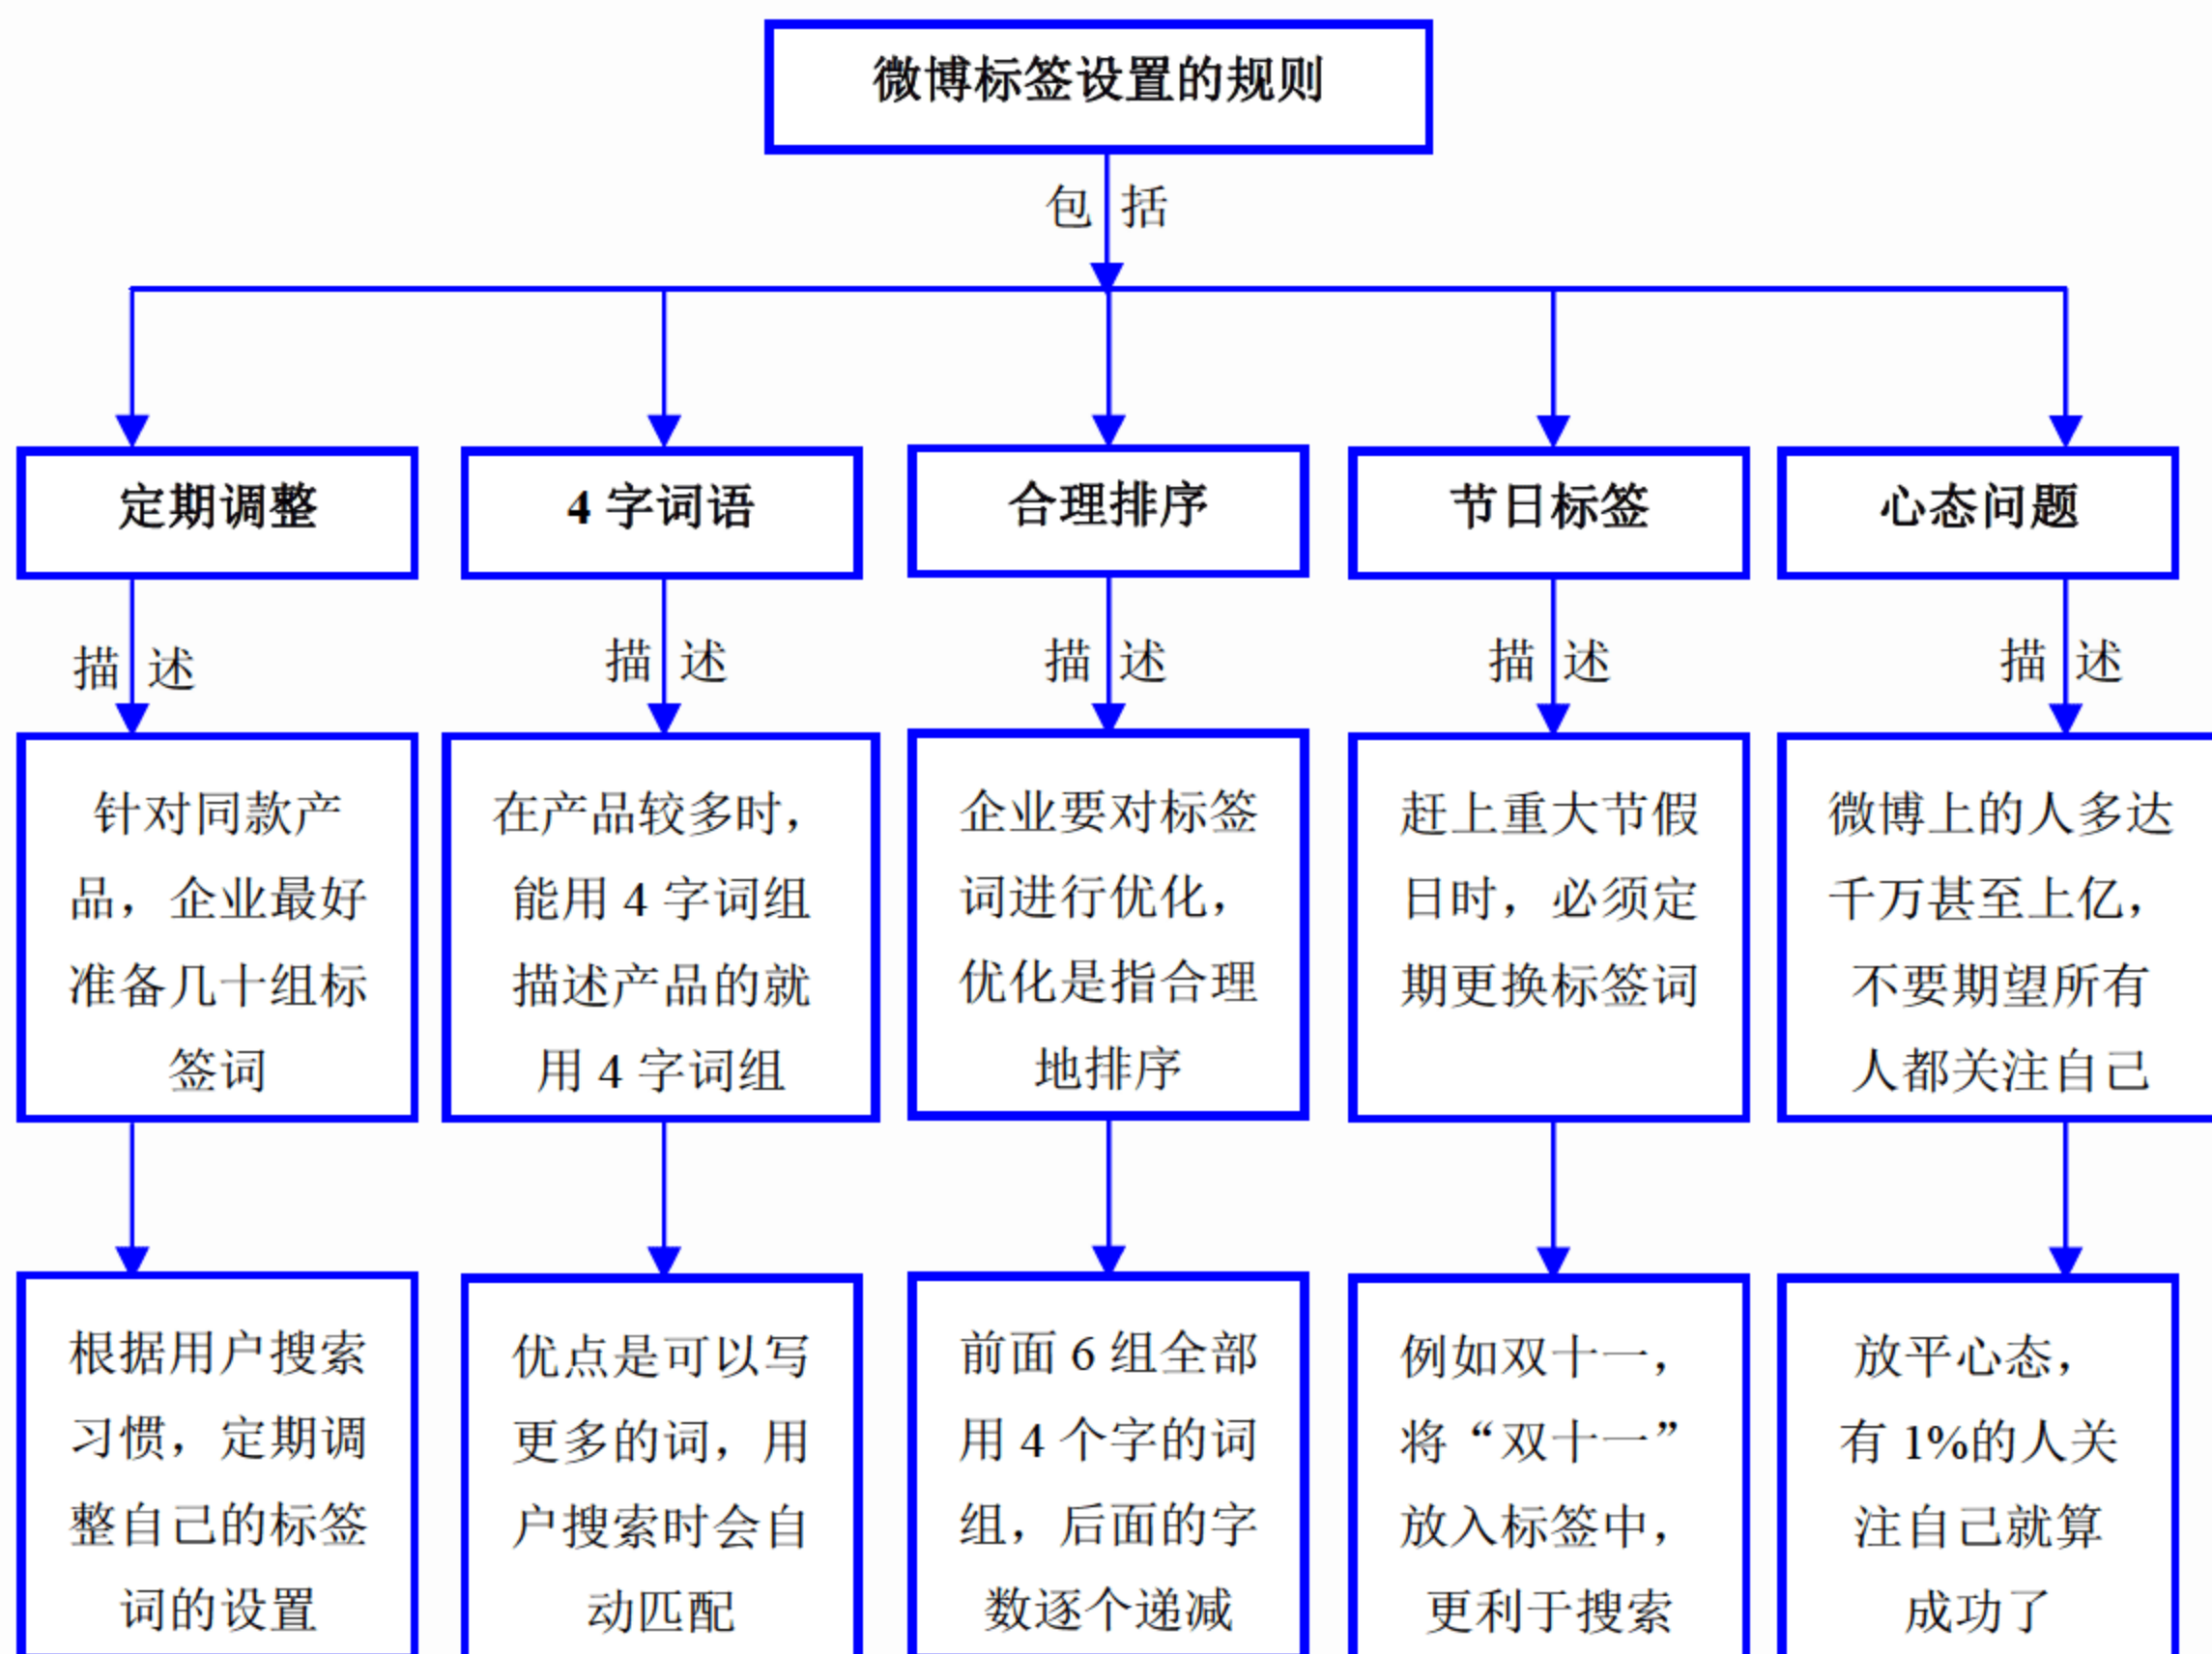 微博标签设置的规则
包括
定期调整
4 字词语
合理排序
节日标签
心态问题
描述
描述
描述
描述
描述
针对同款产
品，企业最好
准备几十组标
签词
在产品较多时，
能用 4 字词组
描述产品的就
用 4 字词组
企业要对标签
词进行优化，
优化是指合理
地排序
赶上重大节假
日时，必须定
期更换标签词
微博上的人多达
千万甚至上亿，
不要期望所有
人都关注自己
根据用户搜索
习惯，定期调
整自己的标签
词的设置
优点是可以写
更多的词，用
户搜索时会自
动匹配
前面 6 组全部
用 4 个字的词
组，后面的字
数逐个递减
例如双十一，
将“双十一”
放入标签中，
更利于搜索
放平心态，
有 1%的人关
注自己就算
成功了